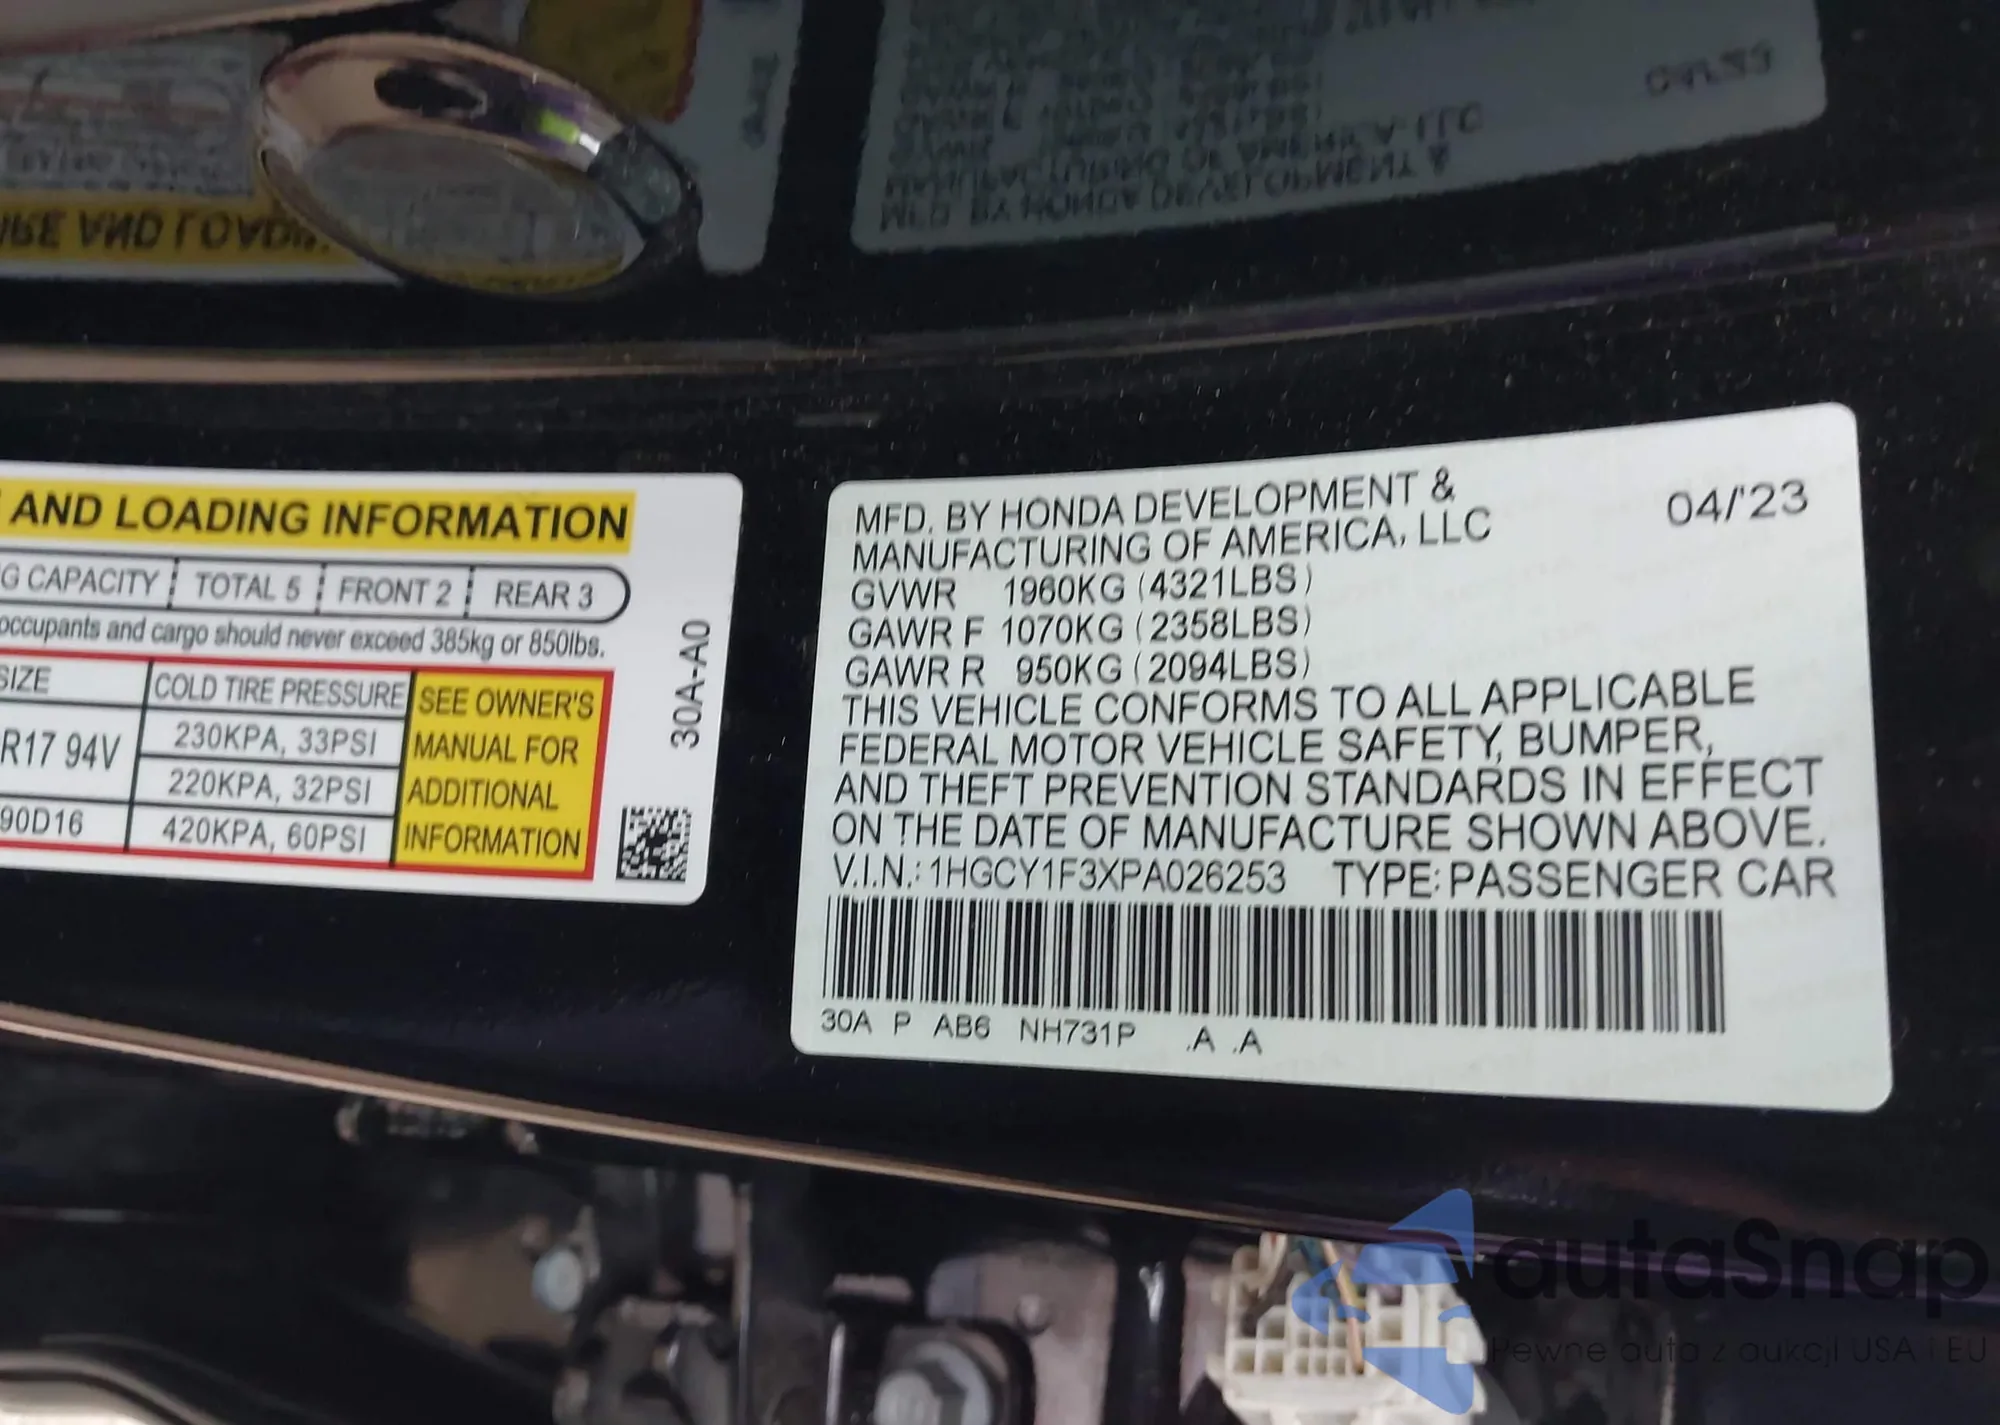 AND LOADING INFORMATION
G CAPACITY TOTAL 5 FRONT 2 REAR 3
occupants and cargo should never exceed 385kg or 850lbs.
SIZE COLD TIRE PRESSURE
R17 94V 230KPA, 33PSI
220KPA, 32PSI
90D16 420KPA, 60PSI
SEE OWNER'S
MANUAL FOR
ADDITIONAL
INFORMATION
30A-A0
MFD. BY HONDA DEVELOPMENT &
MANUFACTURING OF AMERICA, LLC
04/'23
GVWR 1960KG (4321LBS)
GAWR F 1070KG (2358LBS)
GAWR R 950KG (2094LBS)
THIS VEHICLE CONFORMS TO ALL APPLICABLE
FEDERAL MOTOR VEHICLE SAFETY, BUMPER,
AND THEFT PREVENTION STANDARDS IN EFFECT
ON THE DATE OF MANUFACTURE SHOWN ABOVE.
V.I.N.: 1HGCY1F3XPA026253 TYPE: PASSENGER CAR
30A P AB6 NH731P .A .A
autaSnap
Pewne auta z aukcji USA i EU